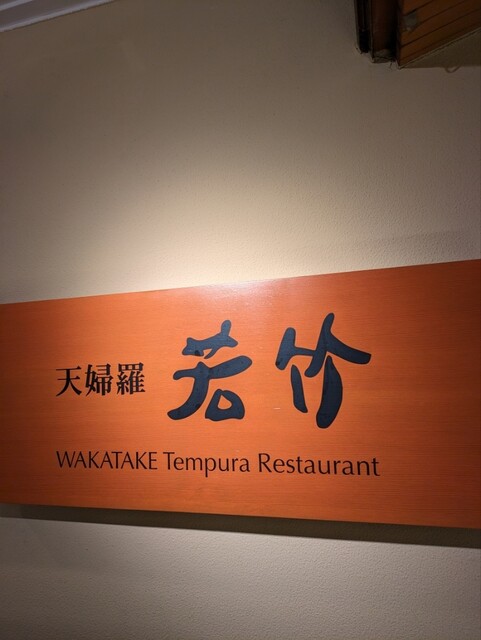 天婦羅 若竹
WAKATAKE Tempura Restaurant